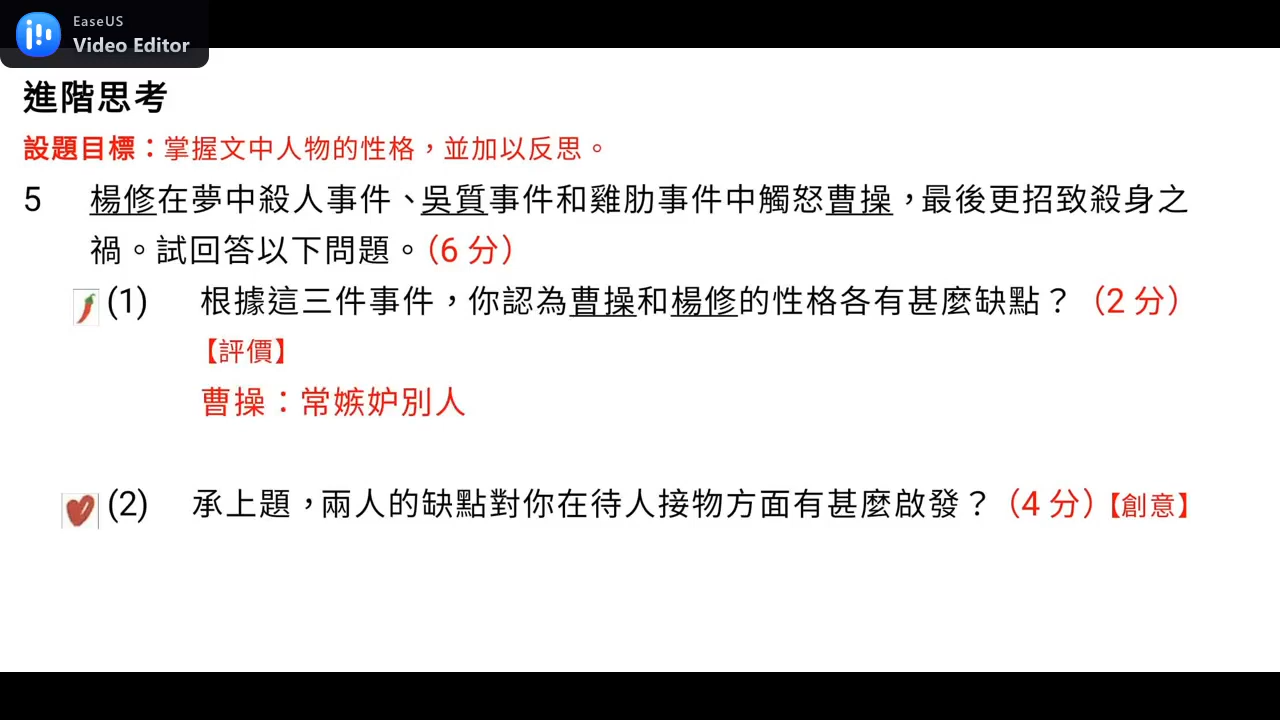 EaseUS
Video Editor
進階思考
設題目標：掌握文中人物的性格，並加以反思。
5 楊修在夢中殺人事件、吳質事件和雞肋事件中觸怒曹操，最後更招致殺身之
禍。試回答以下問題。（6 分）
(1) 根據這三件事件，你認為曹操和楊修的性格各有甚麼缺點？（2 分）
【評價】
曹操：常嫉妒別人
(2) 承上題，兩人的缺點對你在待人接物方面有甚麼啟發？（4 分）【創意】